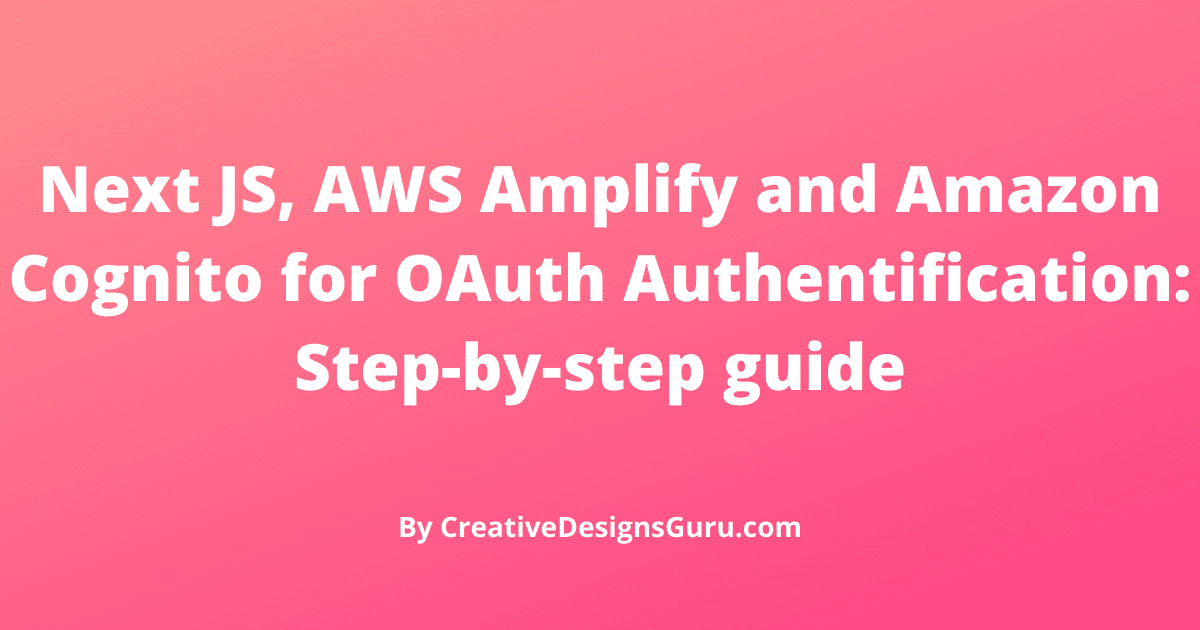 Next JS, AWS Amplify and Amazon
Cognito for OAuth Authentification:
Step-by-step guide
By CreativeDesignsGuru.com